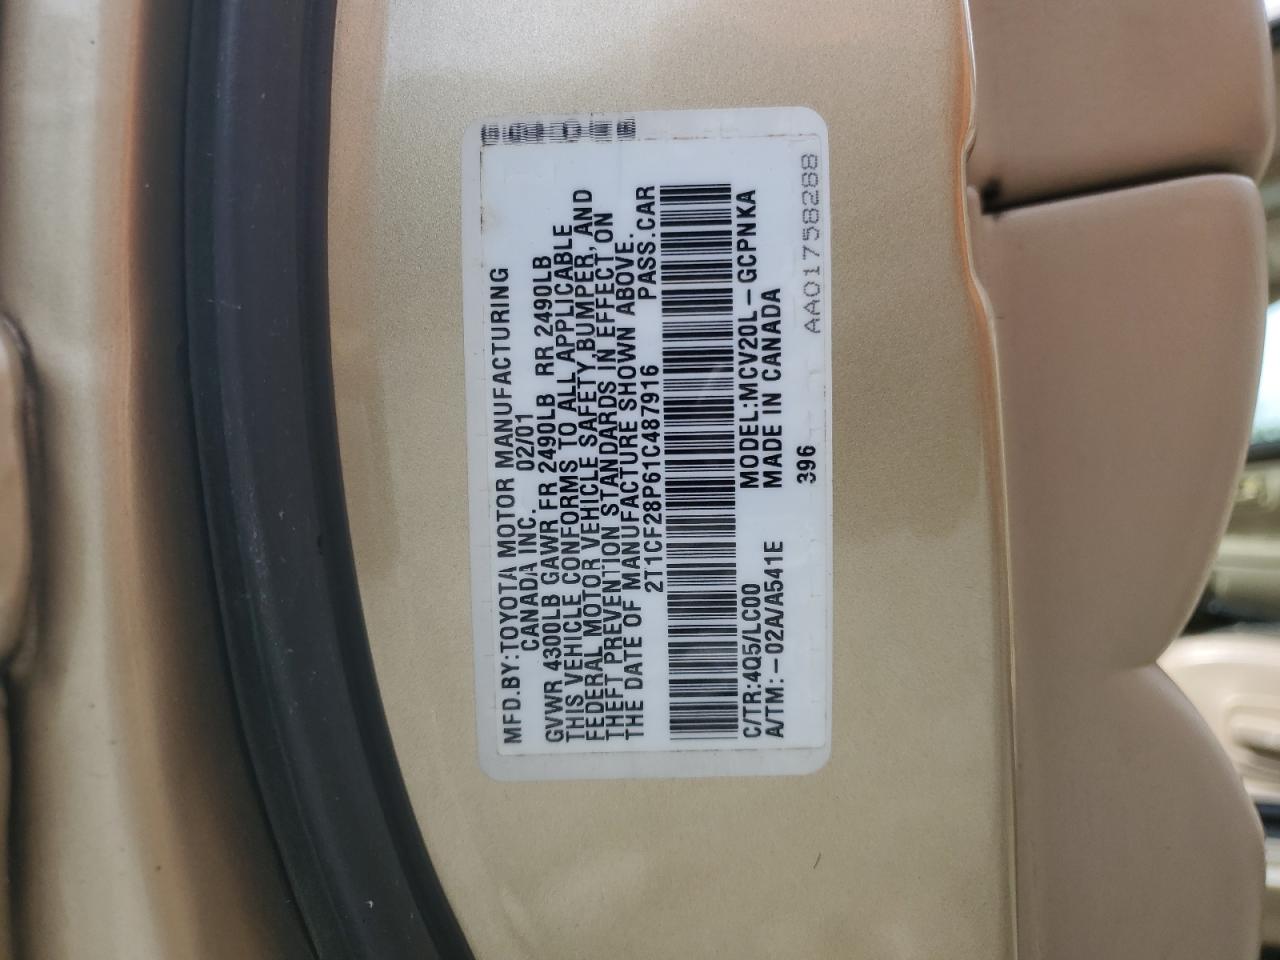 MFD.BY:TOYOTA MOTOR MANUFACTURING
CANADA INC. 02/01
GVWR 4300LB GAWR FR 2490LB RR 2490LB
THIS VEHICLE CONFORMS TO ALL APPLICABLE
FEDERAL MOTOR VEHICLE SAFETY,BUMPER, AND
THEFT PREVENTION STANDARDS IN EFFECT ON
THE DATE OF MANUFACTURE SHOWN ABOVE.
2T1CF28P61C487916 PASS.CAR
C/TR:4Q5/LC00 MODEL:MCV20L-GCPNKA
A/TM:-02A/A541E MADE IN CANADA
396
AA01758288